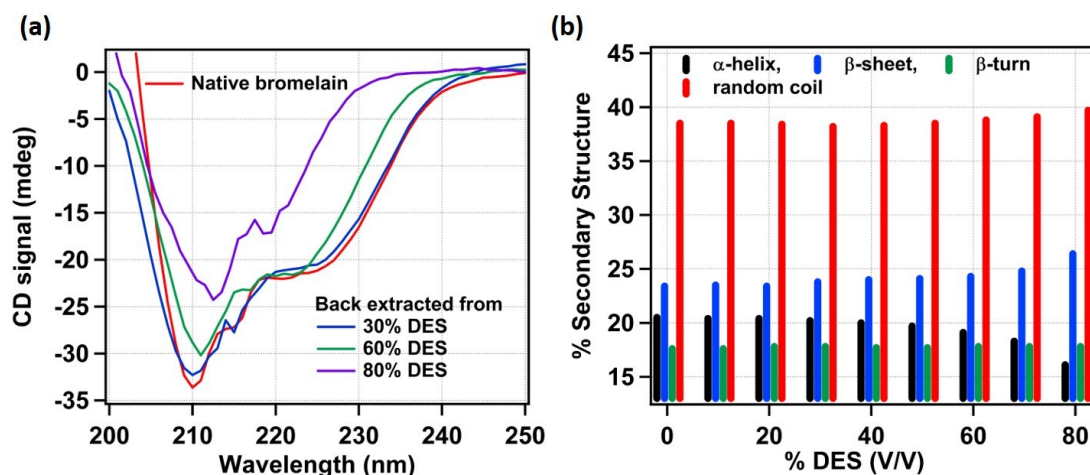 (a)
CD signal (mdeg)
0
-5
-10
-15
-20
-25
-30
-35
Native bromelain
Back extracted from
30% DES
60% DES
80% DES
200 210 220 230 240 250
Wavelength (nm)
(b)
% Secondary Structure
45
40
35
30
25
20
15
α-helix, β-sheet, β-turn
random coil
0 20 40 60 80
% DES (V/V)